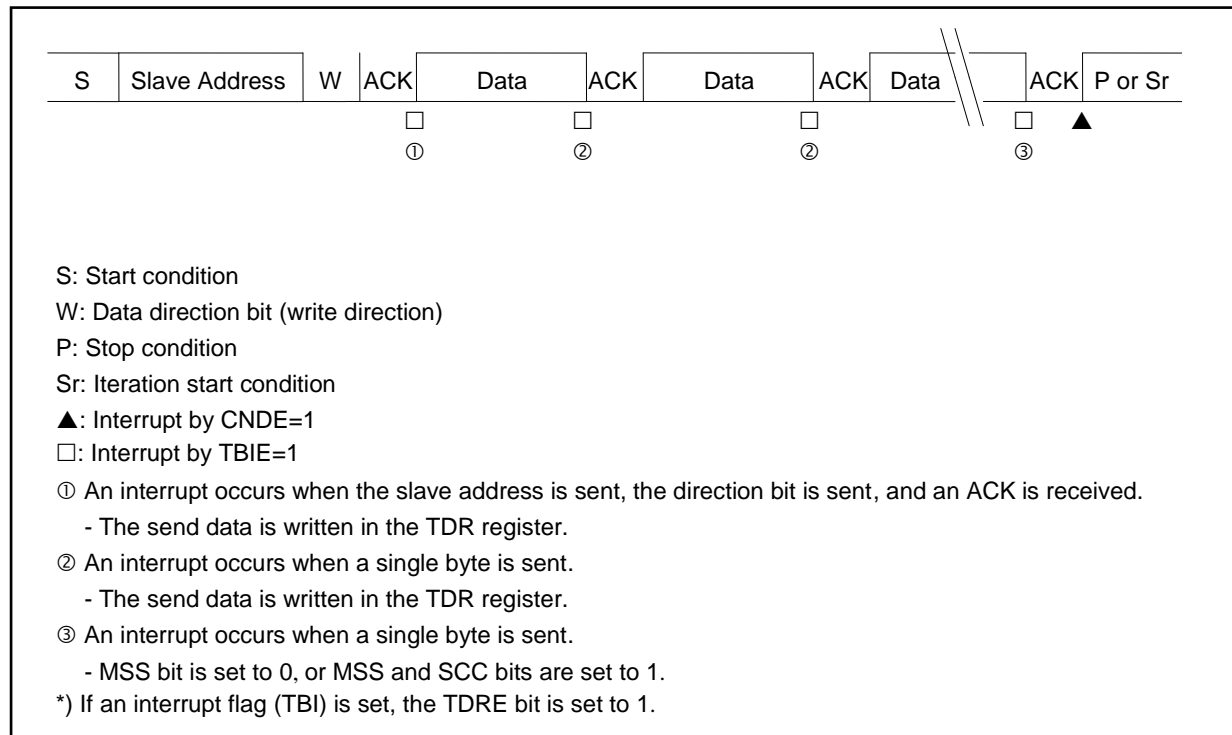 S Slave Address W ACK Data ACK Data ACK Data ACK P or Sr
□ □ □ □ ▲
① ② ② ③
S: Start condition
W: Data direction bit (write direction)
P: Stop condition
Sr: Iteration start condition
▲: Interrupt by CNDE=1
□: Interrupt by TBIE=1
① An interrupt occurs when the slave address is sent, the direction bit is sent, and an ACK is received.
- The send data is written in the TDR register.
② An interrupt occurs when a single byte is sent.
- The send data is written in the TDR register.
③ An interrupt occurs when a single byte is sent.
- MSS bit is set to 0, or MSS and SCC bits are set to 1.
*) If an interrupt flag (TBI) is set, the TDRE bit is set to 1.